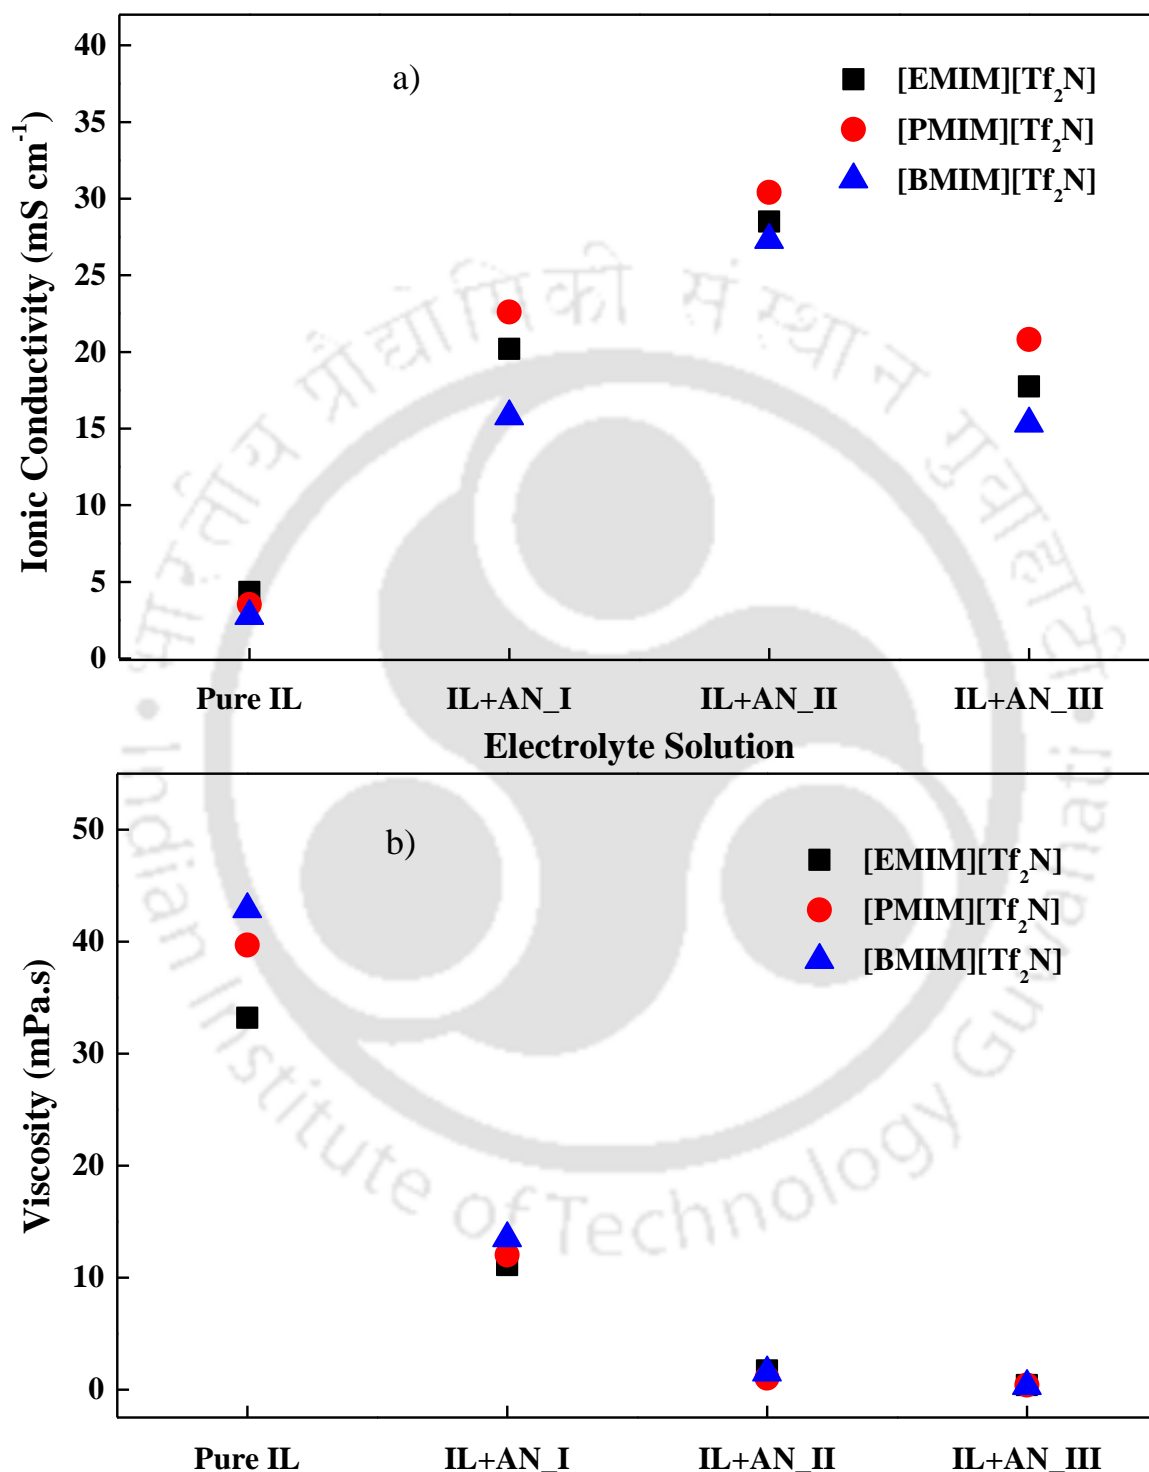 a)
[EMIM][Tf₂N]
[PMIM][Tf₂N]
[BMIM][Tf₂N]
Ionic Conductivity (mS cm⁻¹)
40
35
30
25
20
15
10
5
0
Pure IL IL+AN_I IL+AN_II IL+AN_III
Electrolyte Solution
b)
[EMIM][Tf₂N]
[PMIM][Tf₂N]
[BMIM][Tf₂N]
Viscosity (mPa.s)
50
40
30
20
10
0
Pure IL IL+AN_I IL+AN_II IL+AN_III
भारतीय प्रौद्योगिकी संस्थान गुवाहाटी
Indian Institute of Technology Guwahati